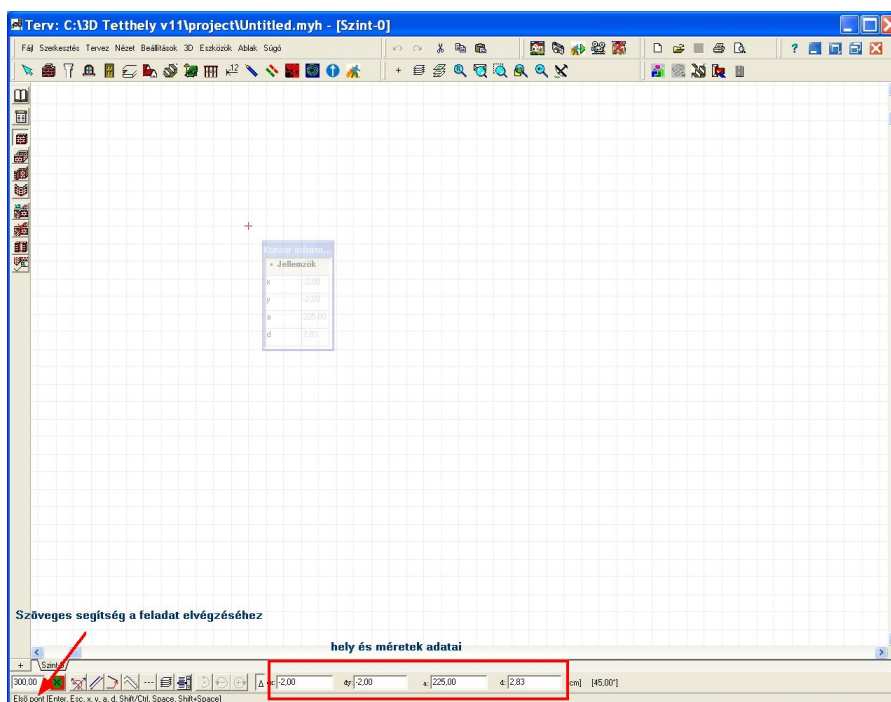 Terv: C:\3D Tetthely v11\project\Untitled.myh - [Szint-0]
Fájl Szerkesztés Tervez Nézet Beállítások 3D Eszközök Ablak Súgó
Kurzor inform...
Jellemzők
x -2,00
y -2,00
a 225,00
d 2,83
Szöveges segítség a feladat elvégzéséhez
hely és méretek adatai
+ Szint-0
300,00 Δ dx: -2,00 dy: -2,00 a: 225,00 d: 2,83 cm] [45,00°]
Első pont [Enter, Esc, x, y, a, d, Shift/Ctrl, Space, Shift+Space]